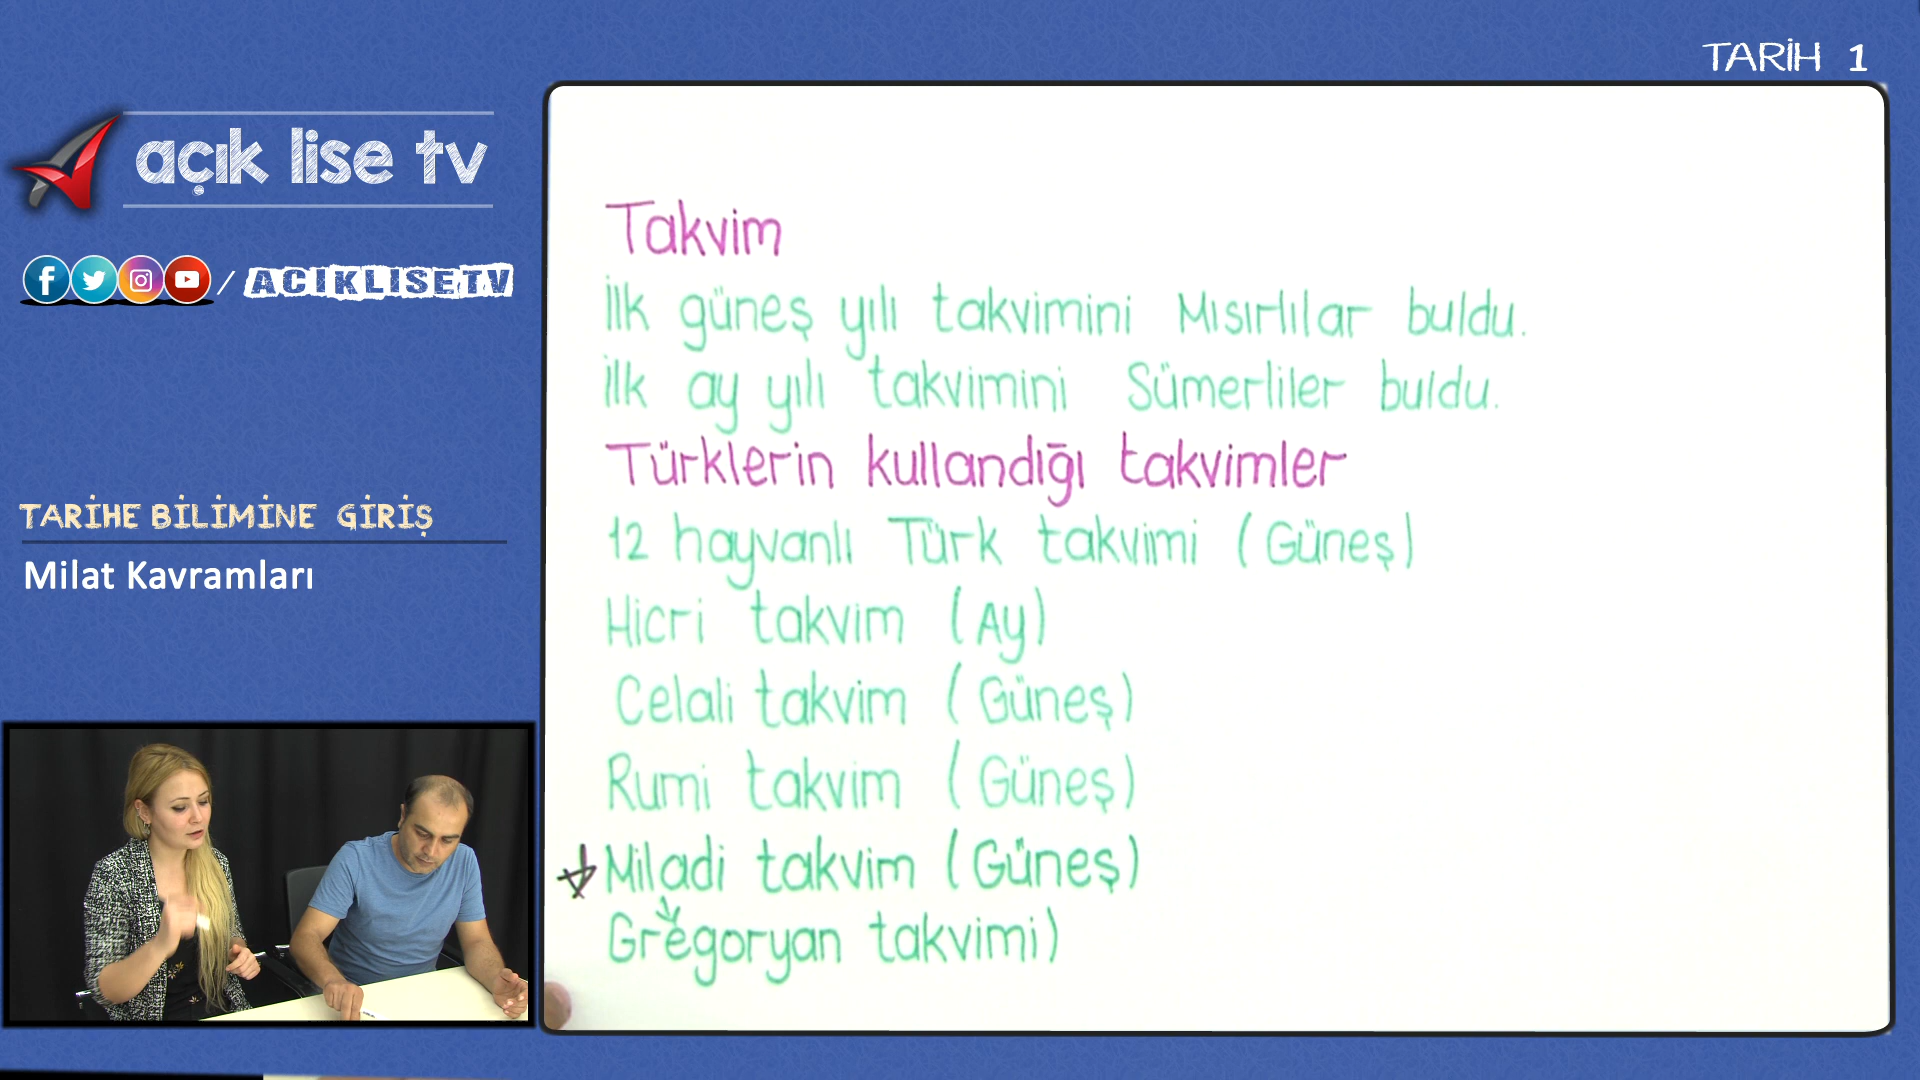 TARİH 1
açık lise tv
/ ACIKLISETV
TARİHE BİLİMİNE GİRİŞ
Milat Kavramları
Takvim
İlk güneş yılı takvimini Mısırlılar buldu.
İlk ay yılı takvimini Sümerliler buldu.
Türklerin kullandığı takvimler
12 hayvanlı Türk takvimi (Güneş)
Hicri takvim (Ay)
Celali takvim (Güneş)
Rumi takvim (Güneş)
Miladi takvim (Güneş)
Gregoryan takvimi)